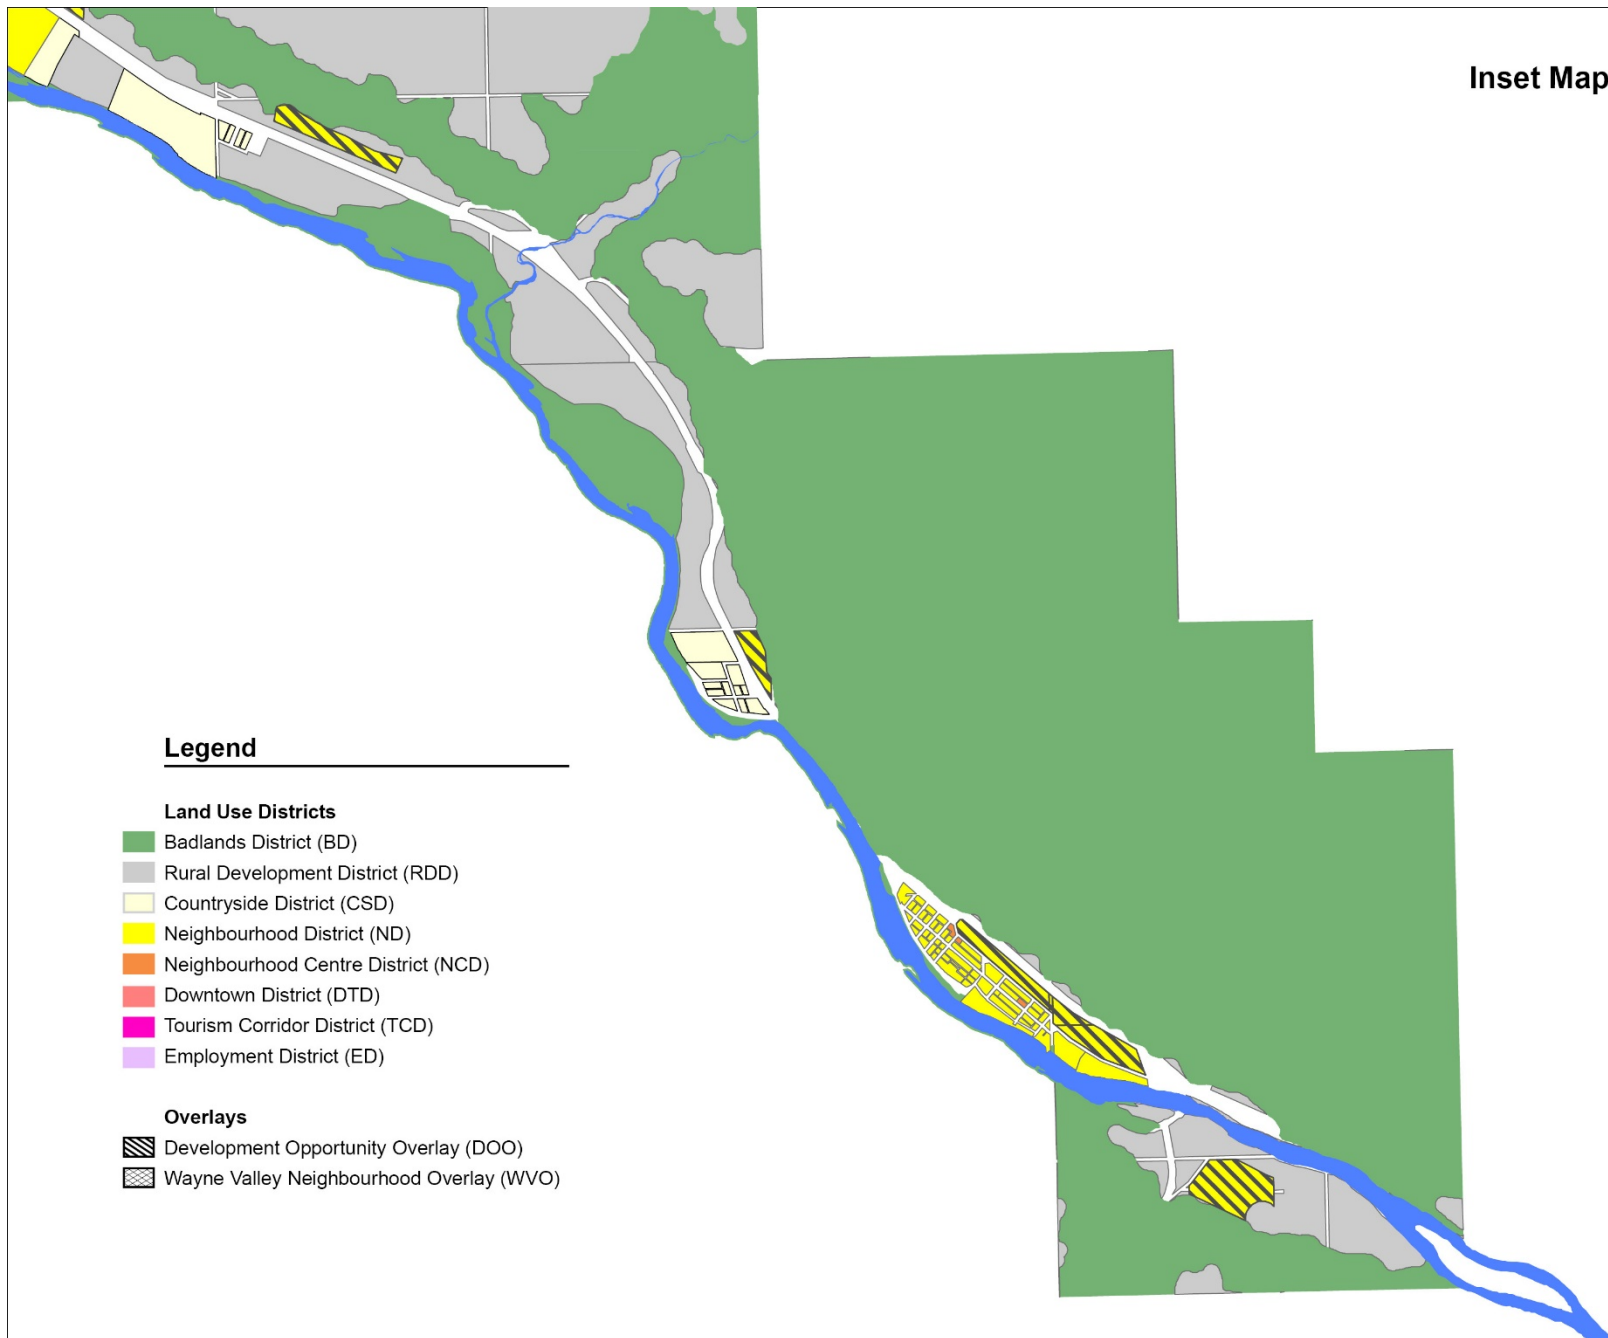 Inset Map
Legend
Land Use Districts
Badlands District (BD)
Rural Development District (RDD)
Countryside District (CSD)
Neighbourhood District (ND)
Neighbourhood Centre District (NCD)
Downtown District (DTD)
Tourism Corridor District (TCD)
Employment District (ED)
Overlays
Development Opportunity Overlay (DOO)
Wayne Valley Neighbourhood Overlay (WVO)